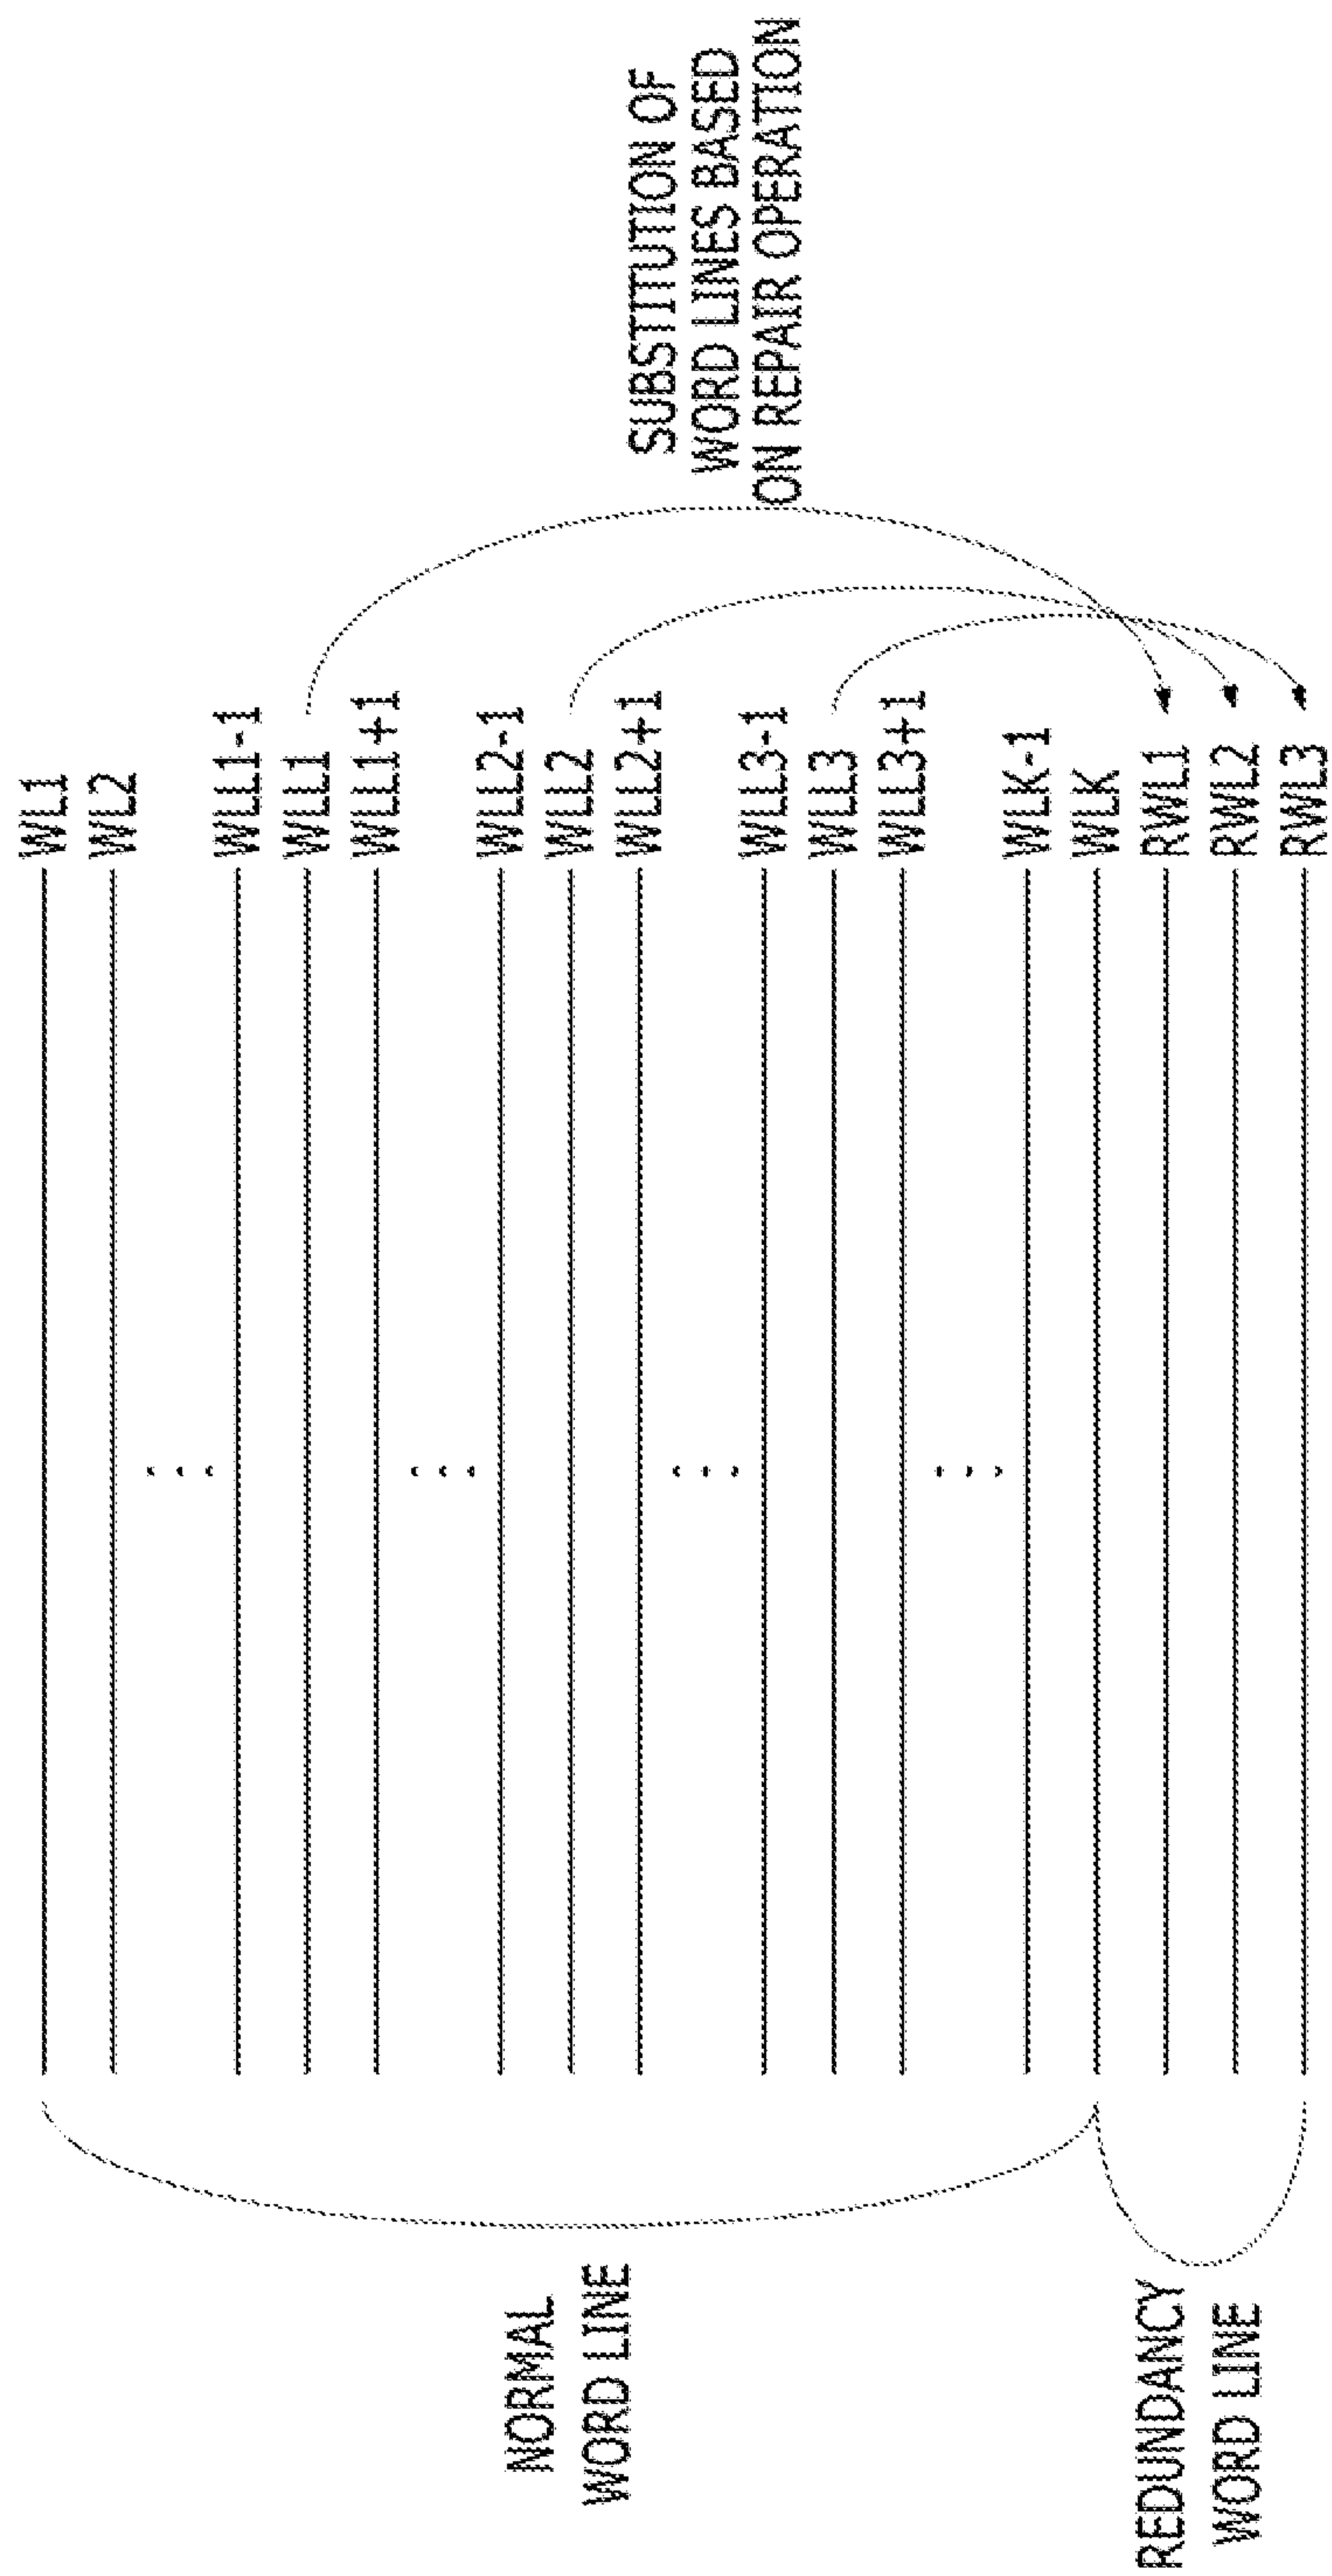 WL1
WL2
WLL1-1
WLL1
WLL1+1
WLL2-1
WLL2
WLL2+1
WLL3-1
WLL3
WLL3+1
WLK-1
WLK
RWL1
RWL2
RWL3
NORMAL
WORD LINE
REDUNDANCY
WORD LINE
SUBSTITUTION OF
WORD LINES BASED
ON REPAIR OPERATION